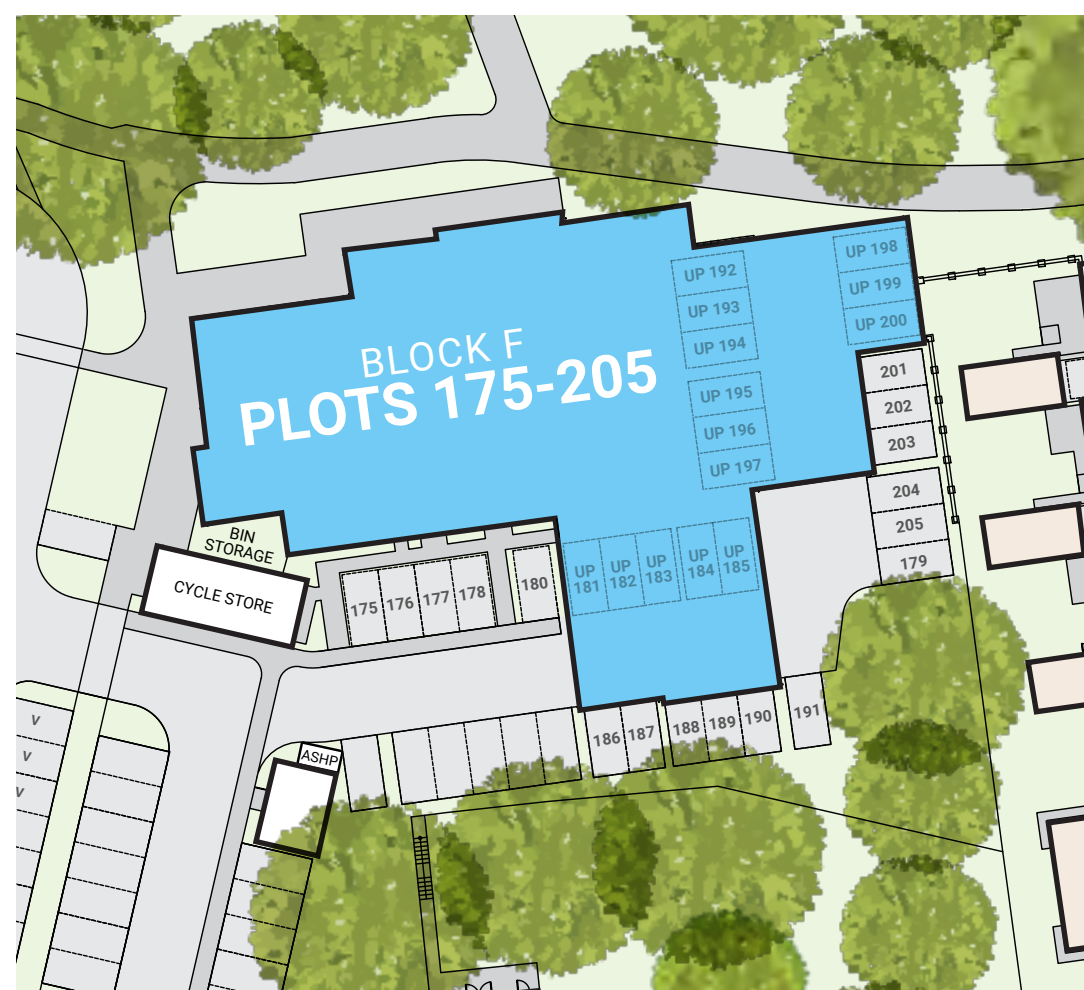 UP 198
UP 192
UP 199
UP 193
UP 200
UP 194
BLOCK F
PLOTS 175-205
201
202
203
UP 195
UP 196
UP 197
204
205
179
BIN
STORAGE
CYCLE STORE
175
176
177
178
180
UP
181
UP
182
UP
183
UP
184
UP
185
186
187
188
189
190
191
V
V
V
ASHP